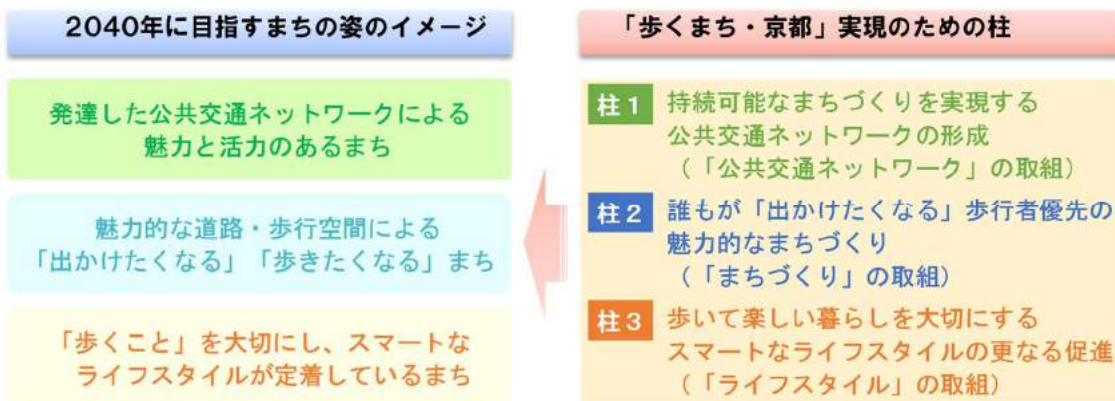 2040年に目指すまちの姿のイメージ
発達した公共交通ネットワークによる
魅力と活力のあるまち
魅力的な道路・歩行空間による
「出かけたくなる」「歩きたくなる」まち
「歩くこと」を大切にし、スマートな
ライフスタイルが定着しているまち
「歩くまち・京都」実現のための柱
柱1 持続可能なまちづくりを実現する
公共交通ネットワークの形成
(「公共交通ネットワーク」の取組)
柱2 誰もが「出かけたくなる」歩行者優先の
魅力的なまちづくり
(「まちづくり」の取組)
柱3 歩いて楽しい暮らしを大切にする
スマートなライフスタイルの更なる促進
(「ライフスタイル」の取組)